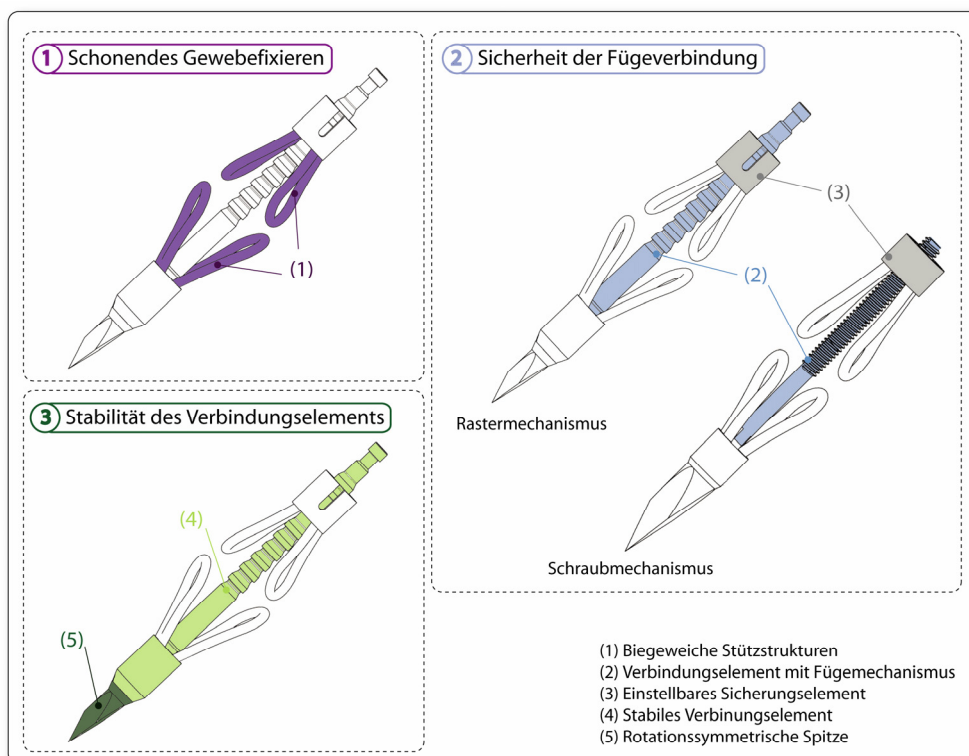 1 Schonendes Gewebefixieren
(1)
2 Sicherheit der Fügeverbindung
(3)
(2)
Rastermechanismus
Schraubmechanismus
3 Stabilität des Verbindungselements
(4)
(5)
(1) Biegeweiche Stützstrukturen
(2) Verbindungselement mit Fügemechanismus
(3) Einstellbares Sicherungselement
(4) Stabiles Verbinungselement
(5) Rotationssymmetrische Spitze